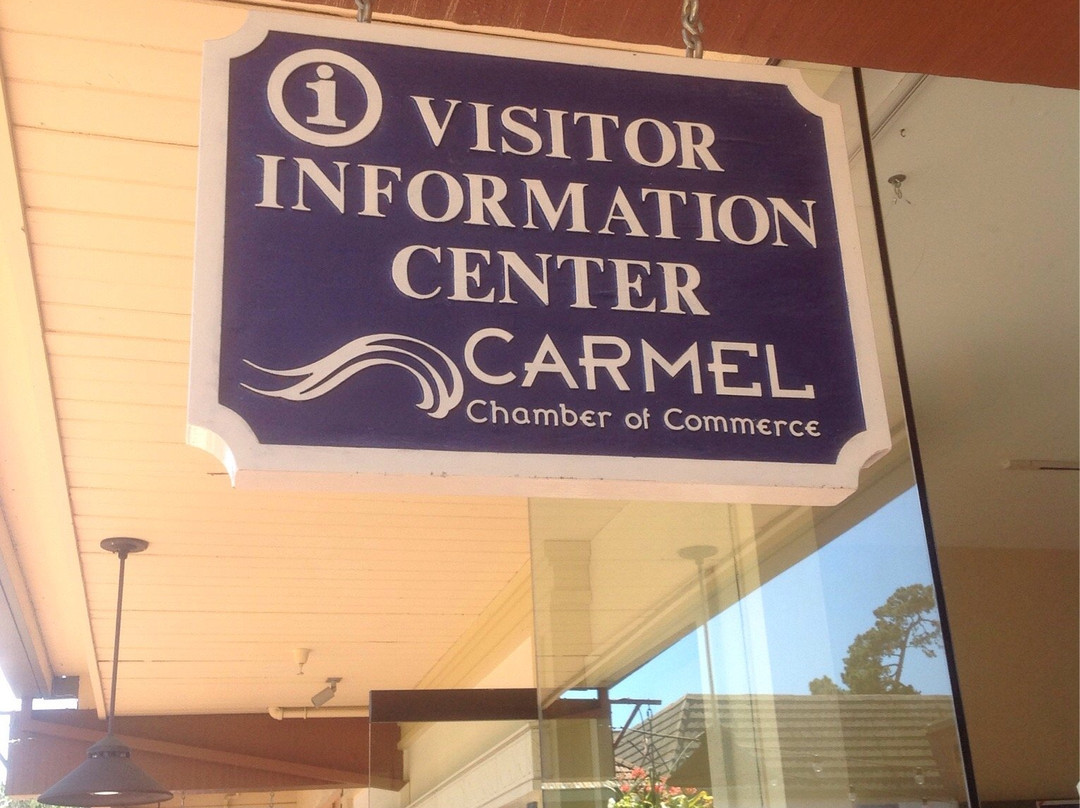 i VISITOR
INFORMATION
CENTER
CARMEL
Chamber of Commerce